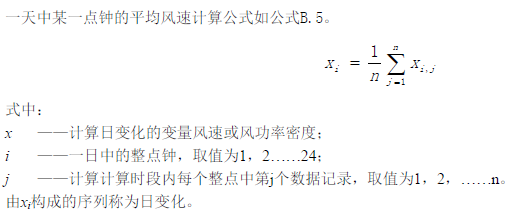 一天中某一点钟的平均风速计算公式如公式B.5。
x_i = \frac{1}{n} \sum_{j=1}^{n} x_{i,j}
式中：
x ——计算日变化的变量风速或风功率密度；
i ——一日中的整点钟，取值为1，2……24；
j ——计算计算时段内每个整点中第j个数据记录，取值为1，2，……n。
由x_i构成的序列称为日变化。